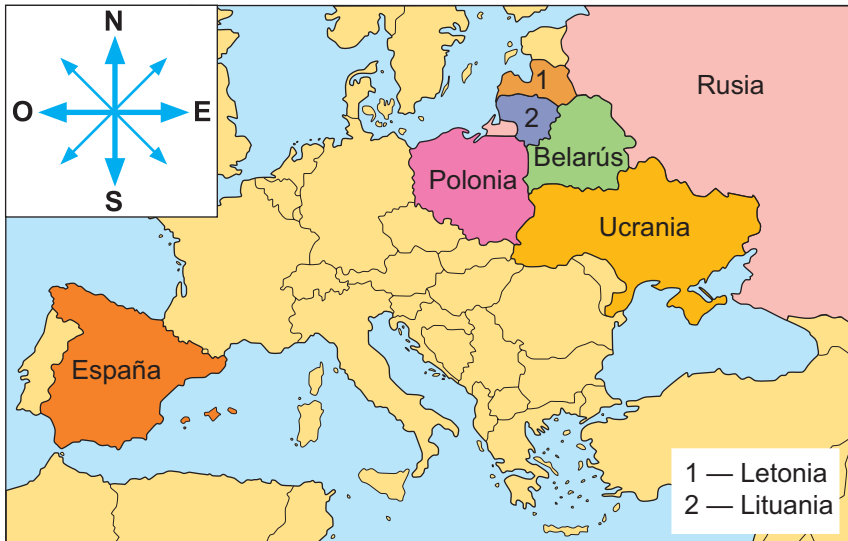 N
O
E
S
1
Rusia
2
Belarús
Polonia
Ucrania
España
1 — Letonia
2 — Lituania